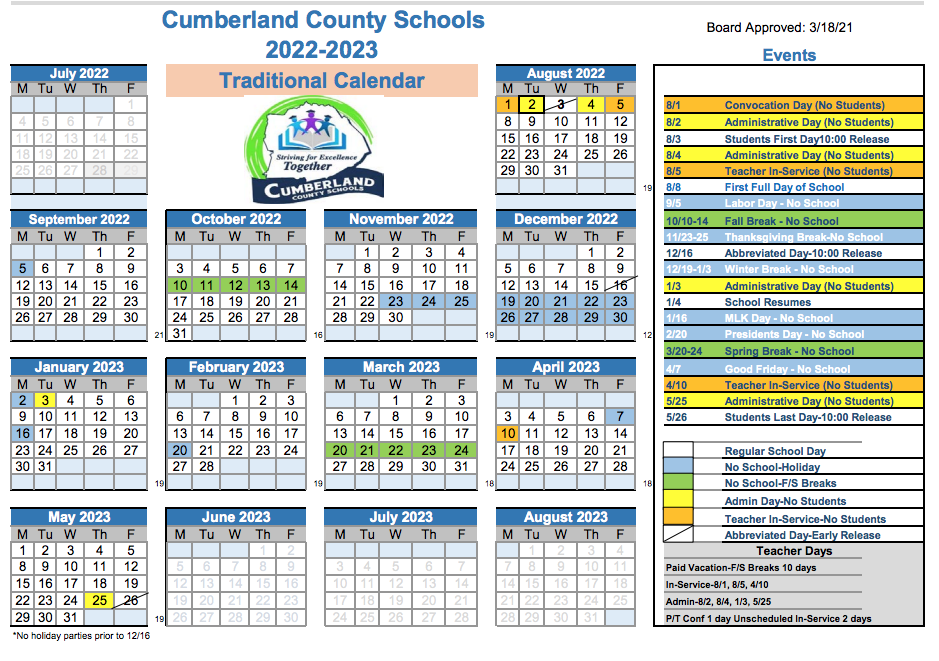 Cumberland County Schools
2022-2023
Board Approved: 3/18/21
Traditional Calendar
Striving for Excellence
Together
CUMBERLAND
COUNTY SCHOOLS
July 2022
M Tu W Th F
1
4 5 6 7 8
11 12 13 14 15
18 19 20 21 22
25 26 27 28 29
August 2022
M Tu W Th F
1 2 3 4 5
8 9 10 11 12
15 16 17 18 19
22 23 24 25 26
29 30 31
19
September 2022
M Tu W Th F
1 2
5 6 7 8 9
12 13 14 15 16
19 20 21 22 23
26 27 28 29 30
21
October 2022
M Tu W Th F
3 4 5 6 7
10 11 12 13 14
17 18 19 20 21
24 25 26 27 28
31
16
November 2022
M Tu W Th F
1 2 3 4
7 8 9 10 11
14 15 16 17 18
21 22 23 24 25
28 29 30
19
December 2022
M Tu W Th F
1 2
5 6 7 8 9
12 13 14 15 16
19 20 21 22 23
26 27 28 29 30
12
January 2023
M Tu W Th F
2 3 4 5 6
9 10 11 12 13
16 17 18 19 20
23 24 25 26 27
30 31
19
February 2023
M Tu W Th F
1 2 3
6 7 8 9 10
13 14 15 16 17
20 21 22 23 24
27 28
19
March 2023
M Tu W Th F
1 2 3
6 7 8 9 10
13 14 15 16 17
20 21 22 23 24
27 28 29 30 31
18
April 2023
M Tu W Th F
3 4 5 6 7
10 11 12 13 14
17 18 19 20 21
24 25 26 27 28
18
May 2023
M Tu W Th F
1 2 3 4 5
8 9 10 11 12
15 16 17 18 19
22 23 24 25 26
29 30 31
19
June 2023
M Tu W Th F
1 2
5 6 7 8 9
12 13 14 15 16
19 20 21 22 23
26 27 28 29 30
July 2023
M Tu W Th F
3 4 5 6 7
10 11 12 13 14
17 18 19 20 21
24 25 26 27 28
31
August 2023
M Tu W Th F
1 2 3 4
7 8 9 10 11
14 15 16 17 18
21 22 23 24 25
28 29 30 31
*No holiday parties prior to 12/16
Events
8/1 Convocation Day (No Students)
8/2 Administrative Day (No Students)
8/3 Students First Day10:00 Release
8/4 Administrative Day (No Students)
8/5 Teacher In-Service (No Students)
8/8 First Full Day of School
9/5 Labor Day - No School
10/10-14 Fall Break - No School
11/23-25 Thanksgiving Break-No School
12/16 Abbreviated Day-10:00 Release
12/19-1/3 Winter Break - No School
1/3 Administrative Day (No Students)
1/4 School Resumes
1/16 MLK Day - No School
2/20 Presidents Day - No School
3/20-24 Spring Break - No School
4/7 Good Friday - No School
4/10 Teacher In-Service (No Students)
5/25 Administrative Day (No Students)
5/26 Students Last Day-10:00 Release
Regular School Day
No School-Holiday
No School-F/S Breaks
Admin Day-No Students
Teacher In-Service-No Students
Abbreviated Day-Early Release
Teacher Days
Paid Vacation-F/S Breaks 10 days
In-Service-8/1, 8/5, 4/10
Admin-8/2, 8/4, 1/3, 5/25
P/T Conf 1 day Unscheduled In-Service 2 days